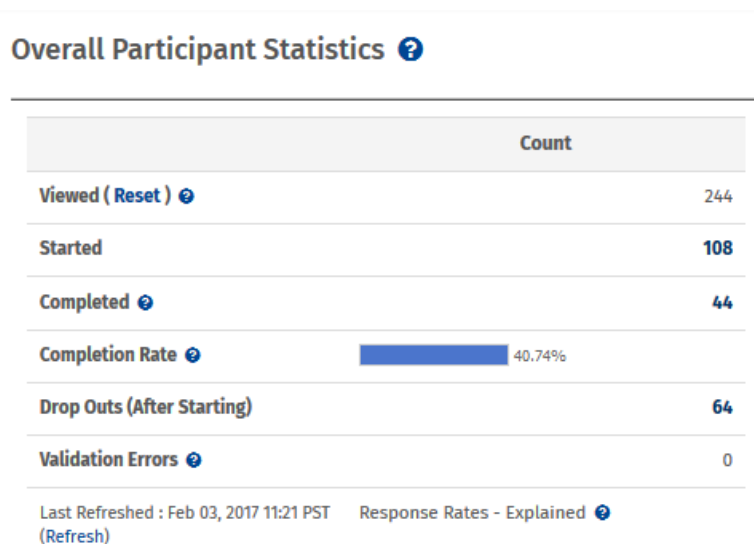 Overall Participant Statistics ?
Count
Viewed ( Reset ) ? 244
Started 108
Completed ? 44
Completion Rate ? 40.74%
Drop Outs (After Starting) 64
Validation Errors ? 0
Last Refreshed : Feb 03, 2017 11:21 PST Response Rates - Explained ?
(Refresh)